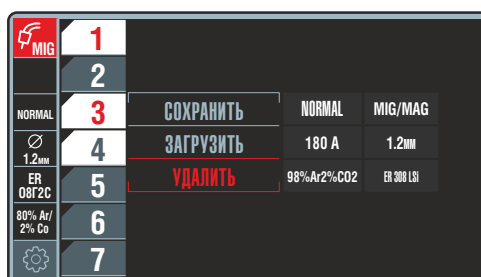 MIG
1
2
NORMAL
3
СОХРАНИТЬ
NORMAL
MIG/MAG
Ø
1.2мм
4
ЗАГРУЗИТЬ
180 А
1.2мм
ER
08Г2С
5
УДАЛИТЬ
98%Ar2%CO2
ER 308 LSi
80% Ar/
2% Co
6
7